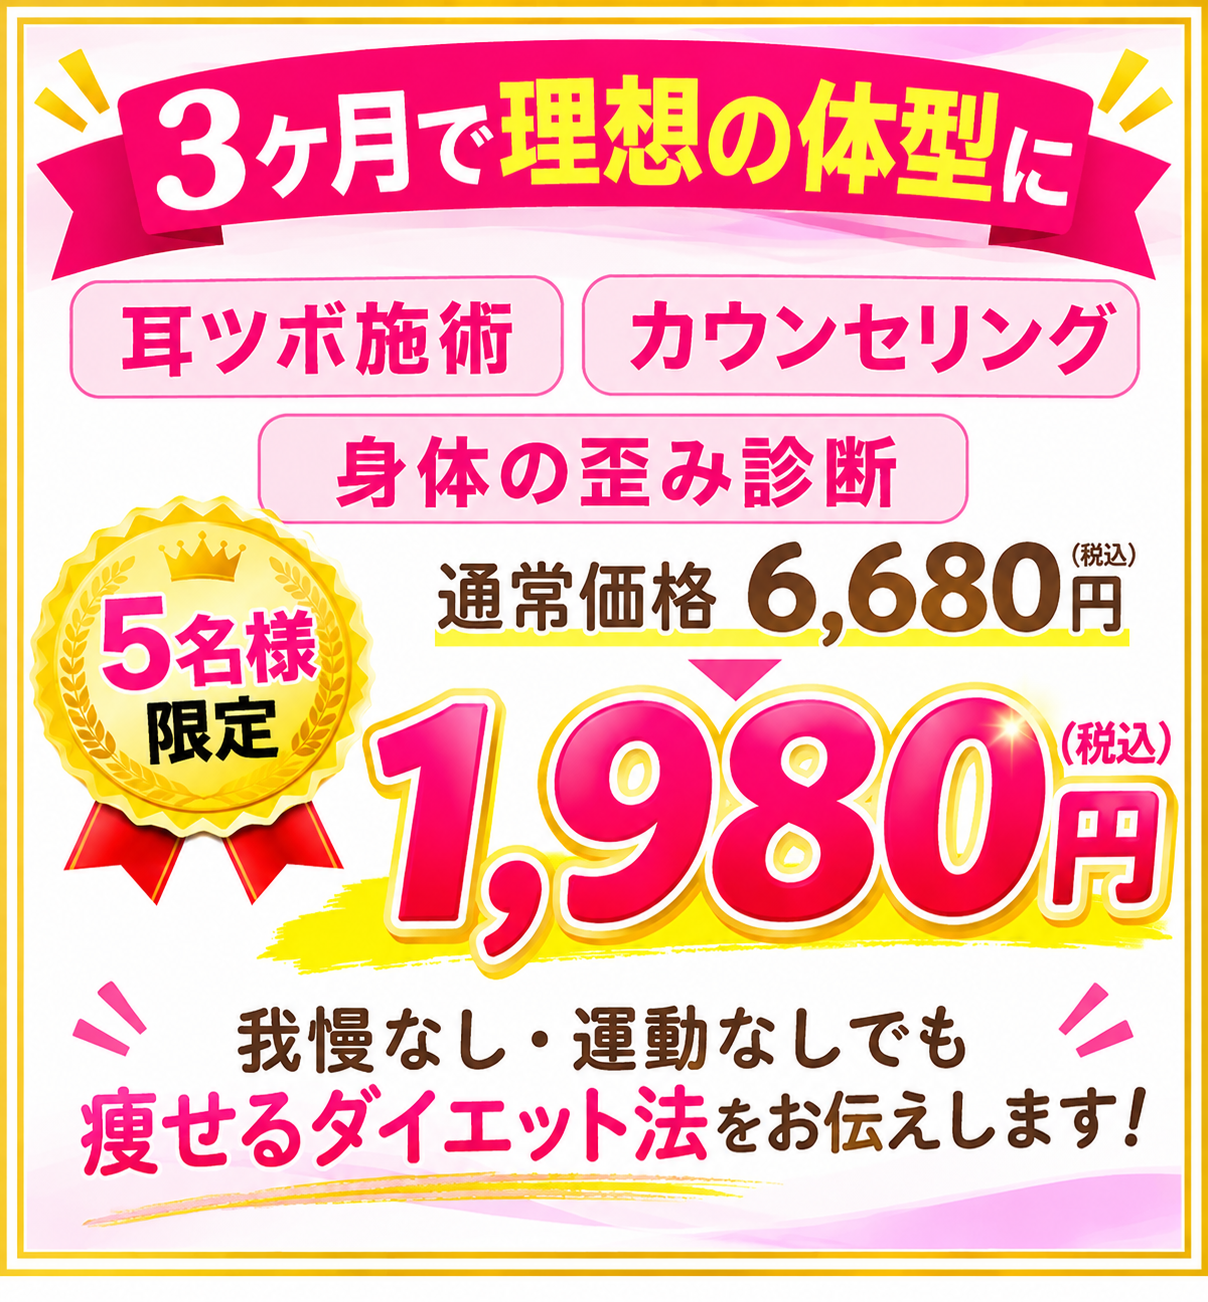 3ヶ月で理想の体型に
耳ツボ施術
カウンセリング
身体の歪み診断
5名様
限定
通常価格 6,680円(税込)
1,980円(税込)
我慢なし・運動なしでも
痩せるダイエット法をお伝えします!